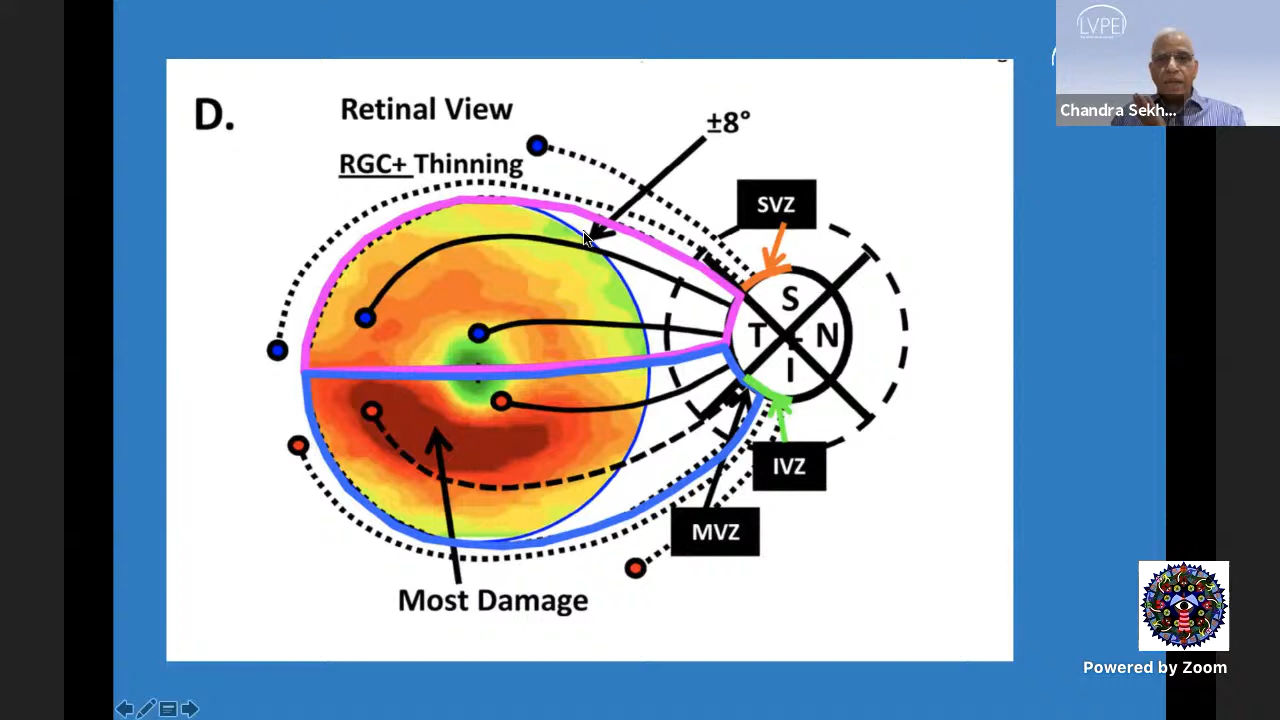 LVPEI
Chandra Sekh...
D.
Retinal View
±8°
RGC+ Thinning
SVZ
S
T
N
I
IVZ
MVZ
Most Damage
Powered by Zoom